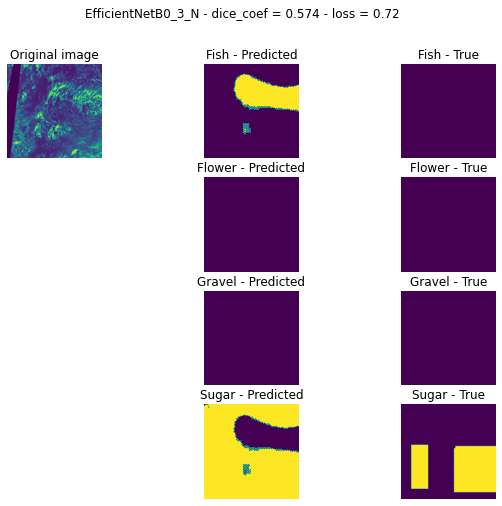 EfficientNetB0_3_N - dice_coef = 0.574 - loss = 0.72
Original image
Fish - Predicted
Fish - True
Flower - Predicted
Flower - True
Gravel - Predicted
Gravel - True
Sugar - Predicted
Sugar - True